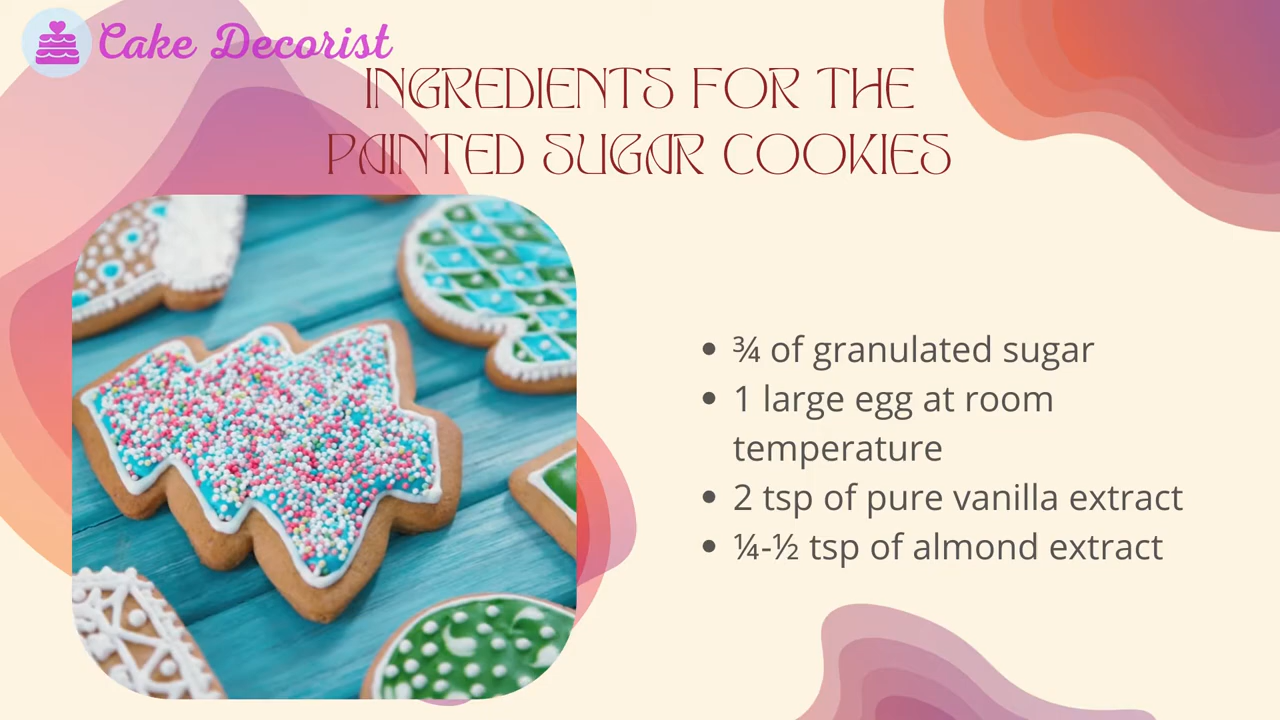 Cake Decorist
INGREDIENTS FOR THE
PAINTED SUGAR COOKIES
• ¾ of granulated sugar
• 1 large egg at room
temperature
• 2 tsp of pure vanilla extract
• ¼-½ tsp of almond extract